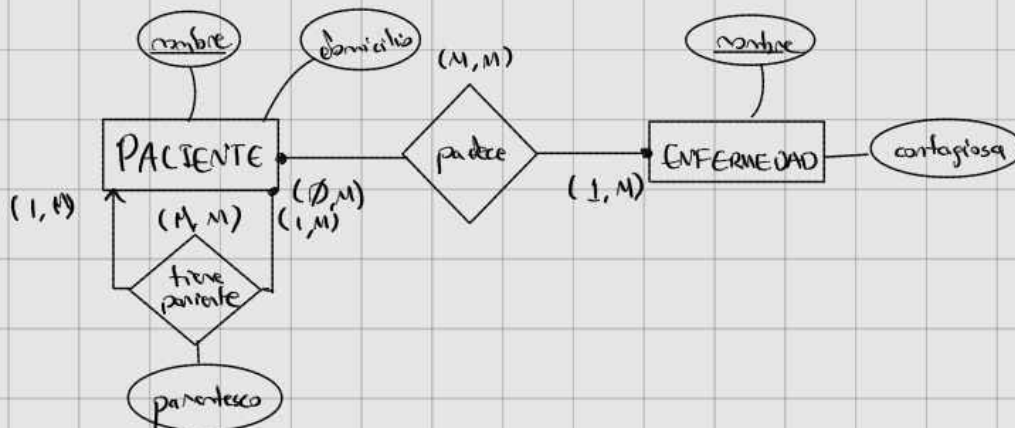 nombre
domicilio
(M,M)
nombre
PACIENTE
padece
ENFERMEDAD
contagiosa
(1,M)
(Ø,M)
(1,M)
(M,M)
(1,M)
tiene
pariente
parentesco